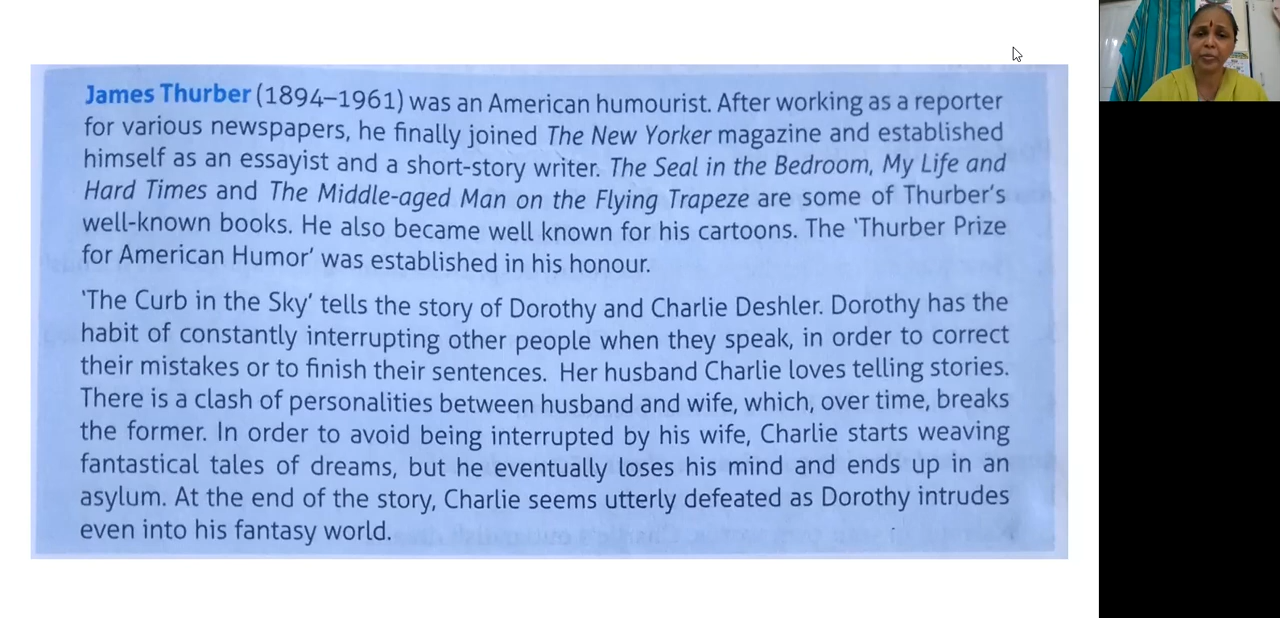 James Thurber (1894–1961) was an American humourist. After working as a reporter
for various newspapers, he finally joined The New Yorker magazine and established
himself as an essayist and a short-story writer. The Seal in the Bedroom, My Life and
Hard Times and The Middle-aged Man on the Flying Trapeze are some of Thurber's
well-known books. He also became well known for his cartoons. The 'Thurber Prize
for American Humor' was established in his honour.
'The Curb in the Sky' tells the story of Dorothy and Charlie Deshler. Dorothy has the
habit of constantly interrupting other people when they speak, in order to correct
their mistakes or to finish their sentences. Her husband Charlie loves telling stories.
There is a clash of personalities between husband and wife, which, over time, breaks
the former. In order to avoid being interrupted by his wife, Charlie starts weaving
fantastical tales of dreams, but he eventually loses his mind and ends up in an
asylum. At the end of the story, Charlie seems utterly defeated as Dorothy intrudes
even into his fantasy world.